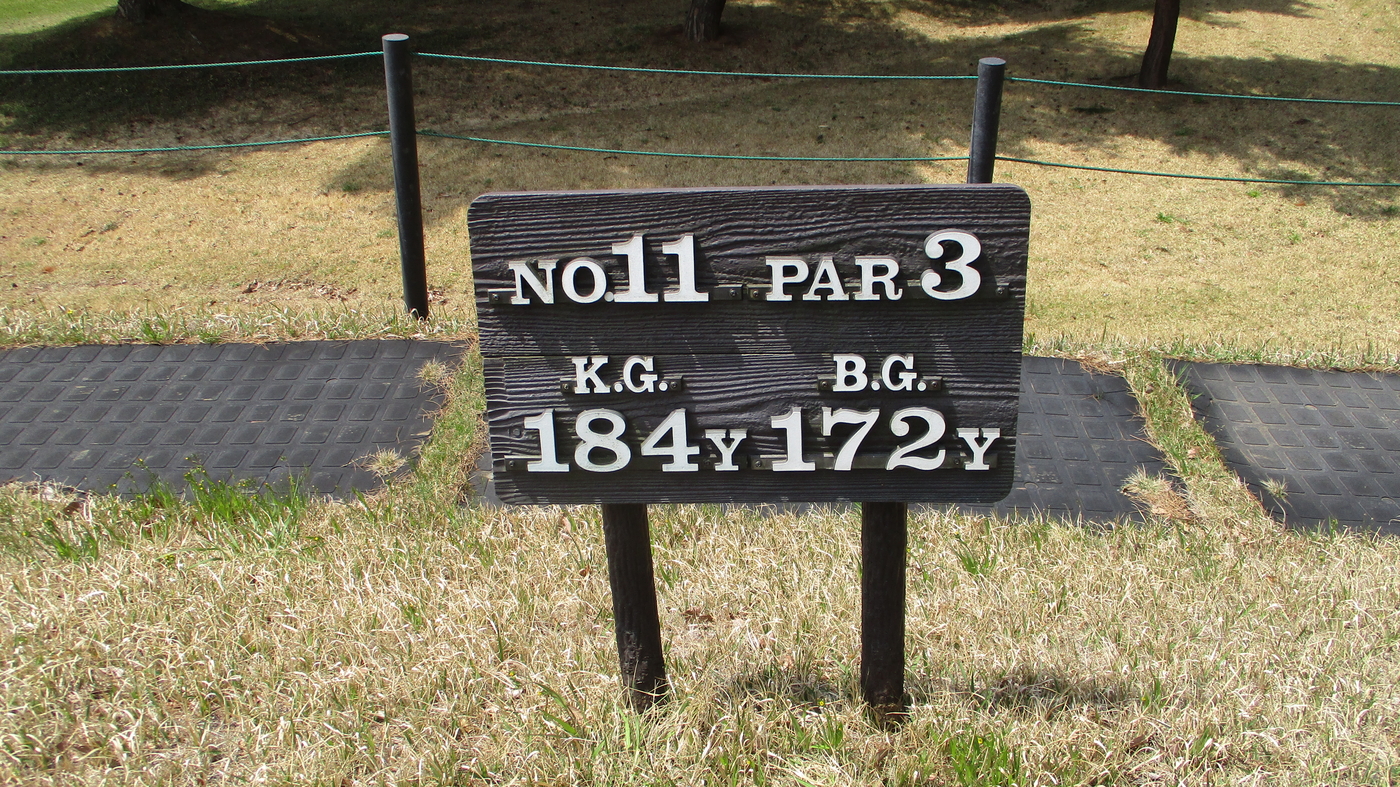 NO.11 PAR 3
K.G. B.G.
184Y 172Y